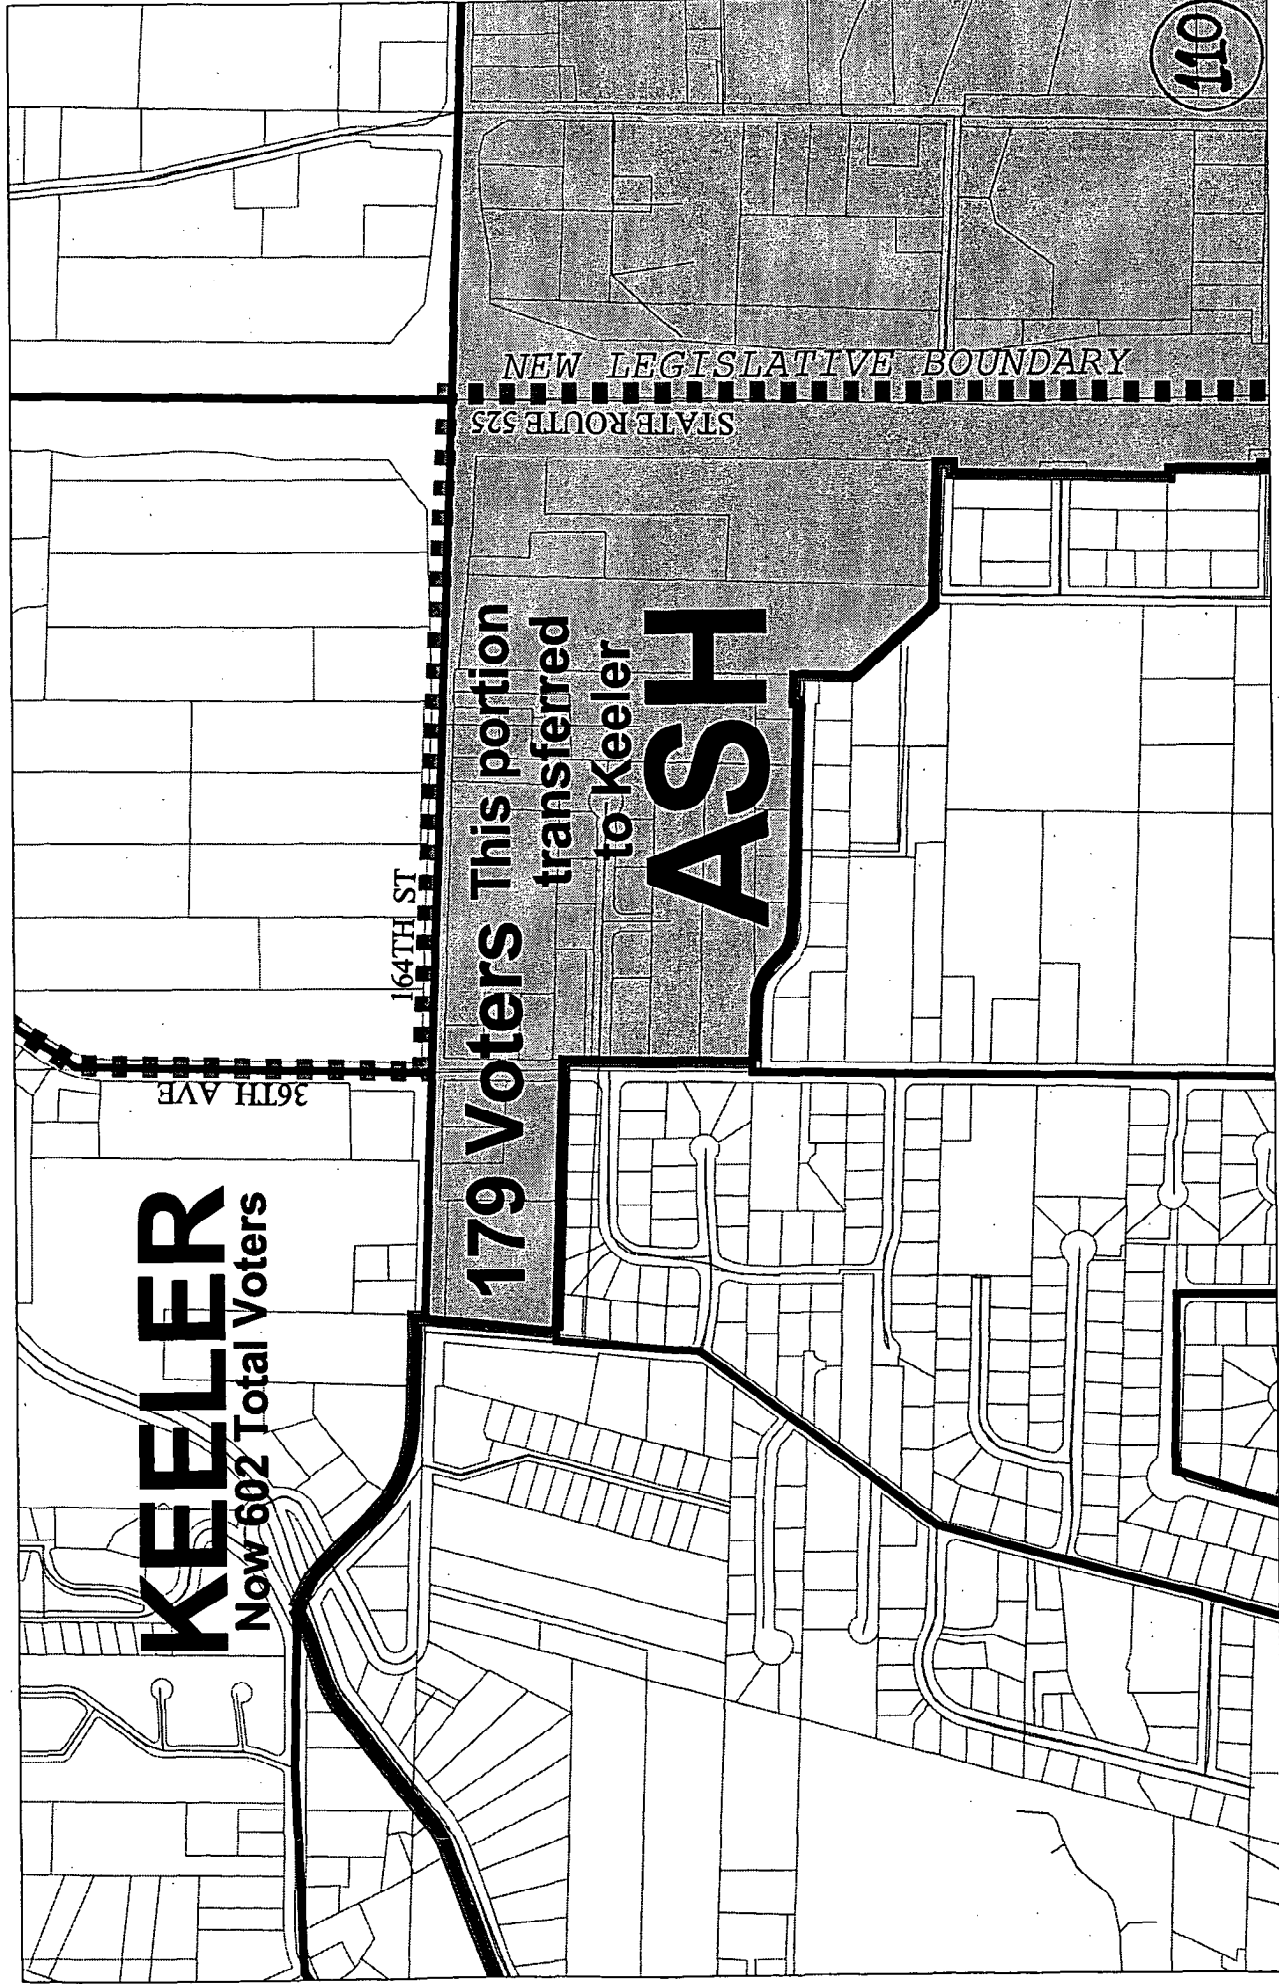 KEELER
Now 602 Total Voters
36TH AVE
164TH ST
179 Voters This portion
transferred
to Keeler
ASH
STATE ROUTE 525
NEW LEGISLATIVE BOUNDARY
110